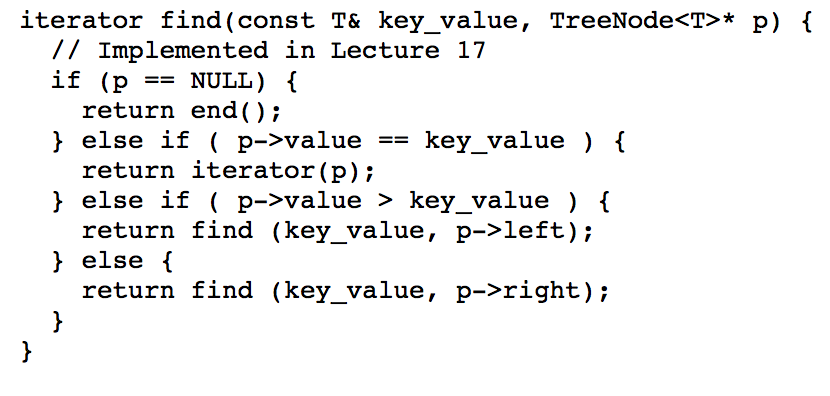 iterator find(const T& key_value, TreeNode<T>* p) {
  // Implemented in Lecture 17
  if (p == NULL) {
    return end();
  } else if ( p->value == key_value ) {
    return iterator(p);
  } else if ( p->value > key_value ) {
    return find (key_value, p->left);
  } else {
    return find (key_value, p->right);
  }
}